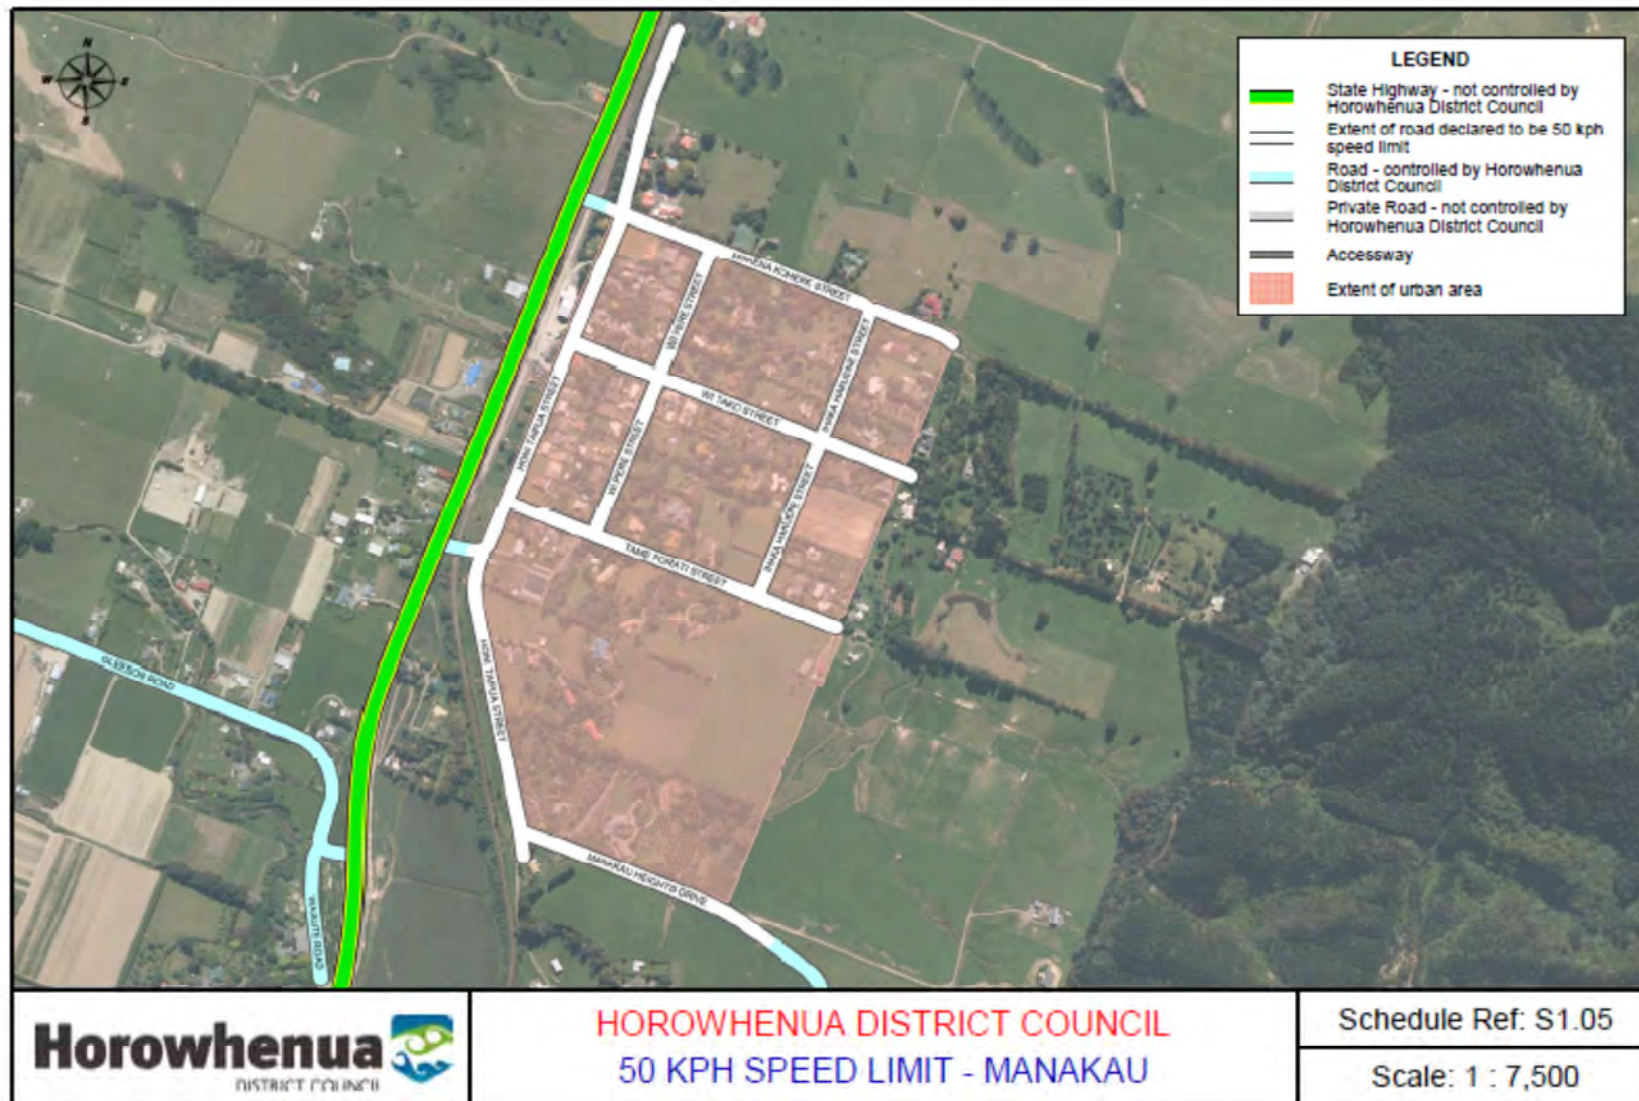 N
W
E
S
LEGEND
State Highway - not controlled by
Horowhenua District Council
Extent of road declared to be 50 kph
speed limit
Road - controlled by Horowhenua
District Council
Private Road - not controlled by
Horowhenua District Council
Accessway
Extent of urban area
STREET
WI PERE STREET
STREET
HONI TAIPUA STREET
WI TAKO STREET
WI PERE STREET
STREET
STREET
HONI TAIPUA STREET
GLEESON ROAD
MANAKAU HEIGHTS DRIVE
ROAD
Horowhenua
DISTRICT COUNCIL
HOROWHENUA DISTRICT COUNCIL
50 KPH SPEED LIMIT - MANAKAU
Schedule Ref: S1.05
Scale: 1 : 7,500